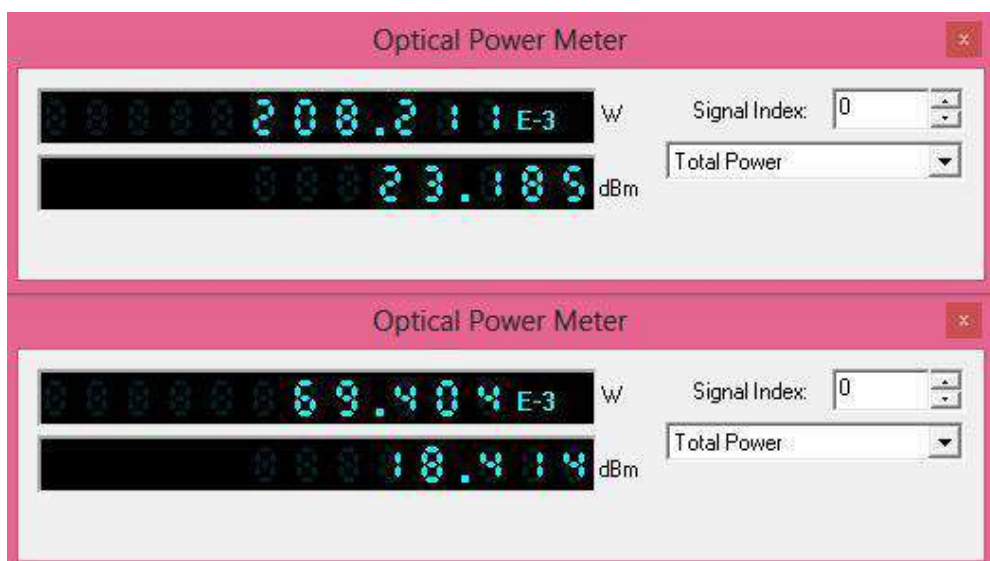 Optical Power Meter x
208.211 E-3 W Signal Index: 0
Total Power
23.185 dBm
Optical Power Meter x
69.404 E-3 W Signal Index: 0
Total Power
18.414 dBm